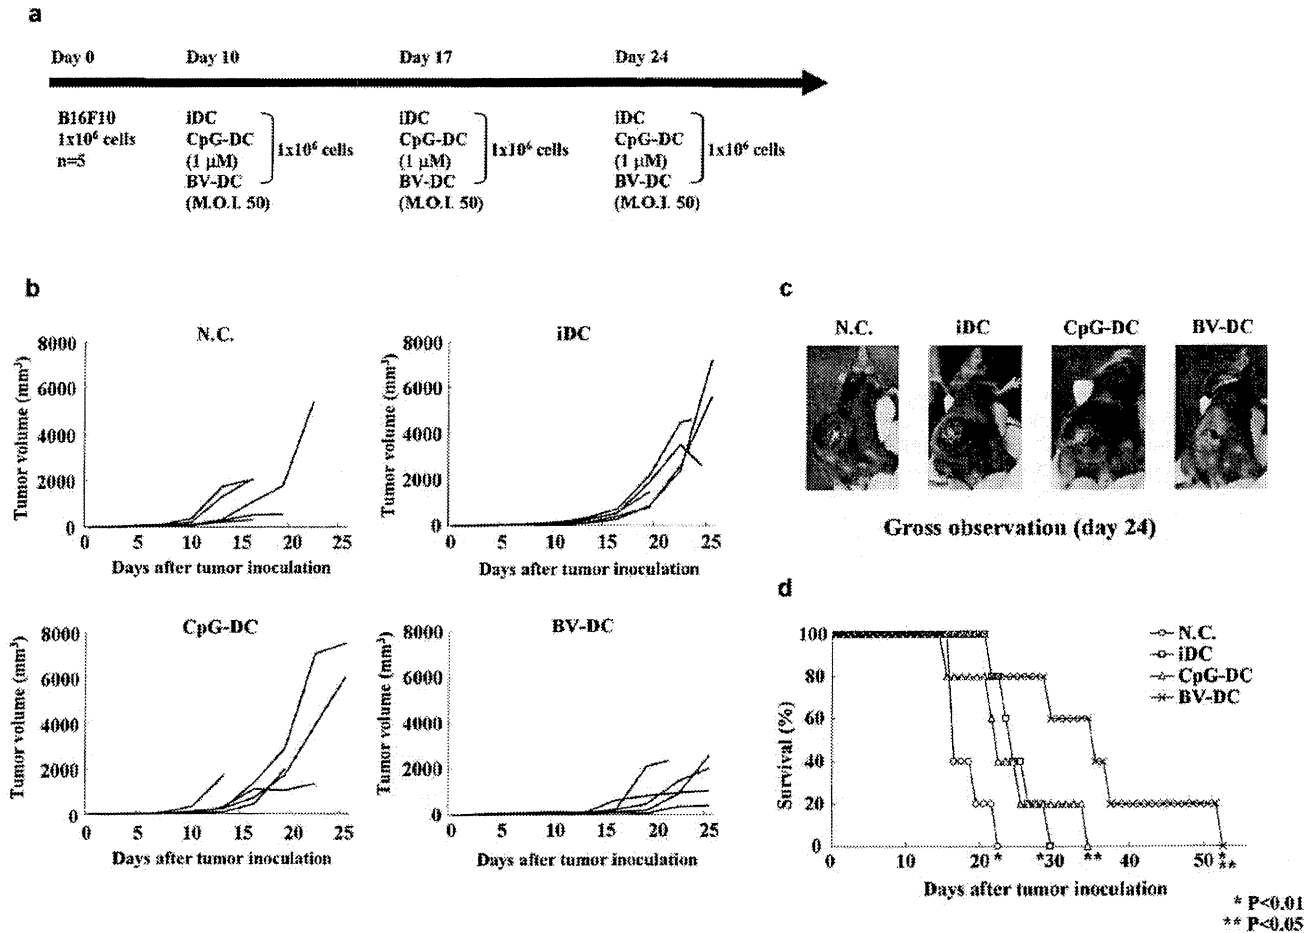 a
Day 0 Day 10 Day 17 Day 24
B16F10 iDC iDC iDC
1x10⁶ cells CpG-DC CpG-DC CpG-DC
n=5 (1 μM) 1x10⁶ cells (1 μM) 1x10⁶ cells (1 μM) 1x10⁶ cells
BV-DC BV-DC BV-DC
(M.O.I. 50) (M.O.I. 50) (M.O.I. 50)
b
N.C.
Tumor volume (mm³)
8000
6000
4000
2000
0
0 5 10 15 20 25
Days after tumor inoculation
iDC
Tumor volume (mm³)
8000
6000
4000
2000
0
0 5 10 15 20 25
Days after tumor inoculation
CpG-DC
Tumor volume (mm³)
8000
6000
4000
2000
0
0 5 10 15 20 25
Days after tumor inoculation
BV-DC
Tumor volume (mm³)
8000
6000
4000
2000
0
0 5 10 15 20 25
Days after tumor inoculation
c
N.C. iDC CpG-DC BV-DC
Gross observation (day 24)
d
Survival (%)
100
80
60
40
20
0
N.C.
iDC
CpG-DC
BV-DC
0 10 20 * *30 ** 40 50 *
**
Days after tumor inoculation
* P<0.01
** P<0.05